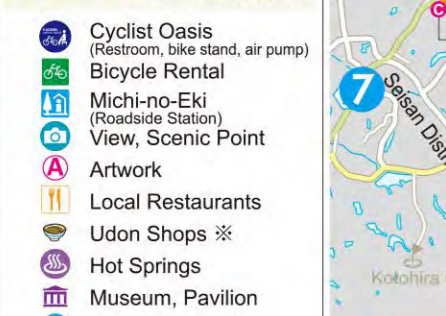 Cyclist Oasis
(Restroom, bike stand, air pump)
Bicycle Rental
Michi-no-Eki
(Roadside Station)
View, Scenic Point
A Artwork
Local Restaurants
Udon Shops ※
Hot Springs
Museum, Pavilion
C
7
Seisan Distr
Kotohira